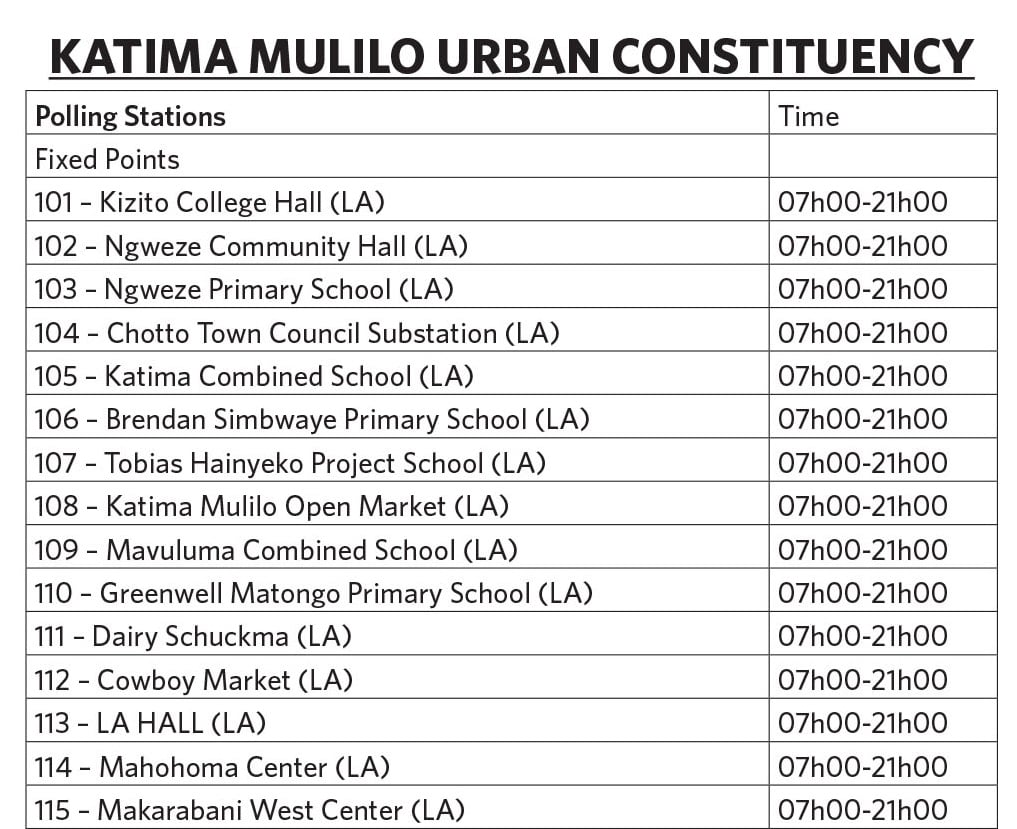 KATIMA MULILO URBAN CONSTITUENCY
Polling Stations Time
Fixed Points
101 – Kizito College Hall (LA) 07h00-21h00
102 – Ngweze Community Hall (LA) 07h00-21h00
103 – Ngweze Primary School (LA) 07h00-21h00
104 – Chotto Town Council Substation (LA) 07h00-21h00
105 – Katima Combined School (LA) 07h00-21h00
106 – Brendan Simbwaye Primary School (LA) 07h00-21h00
107 – Tobias Hainyeko Project School (LA) 07h00-21h00
108 – Katima Mulilo Open Market (LA) 07h00-21h00
109 – Mavuluma Combined School (LA) 07h00-21h00
110 – Greenwell Matongo Primary School (LA) 07h00-21h00
111 – Dairy Schuckma (LA) 07h00-21h00
112 – Cowboy Market (LA) 07h00-21h00
113 – LA HALL (LA) 07h00-21h00
114 – Mahohoma Center (LA) 07h00-21h00
115 – Makarabani West Center (LA) 07h00-21h00